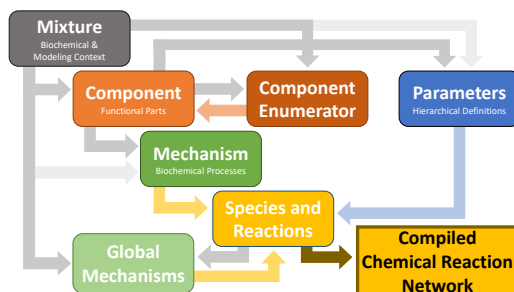 Mixture
Biochemical &
Modeling Context
Component
Functional Parts
Component
Enumerator
Parameters
Hierarchical Definitions
Mechanism
Biochemical Processes
Species and
Reactions
Global
Mechanisms
Compiled
Chemical Reaction
Network